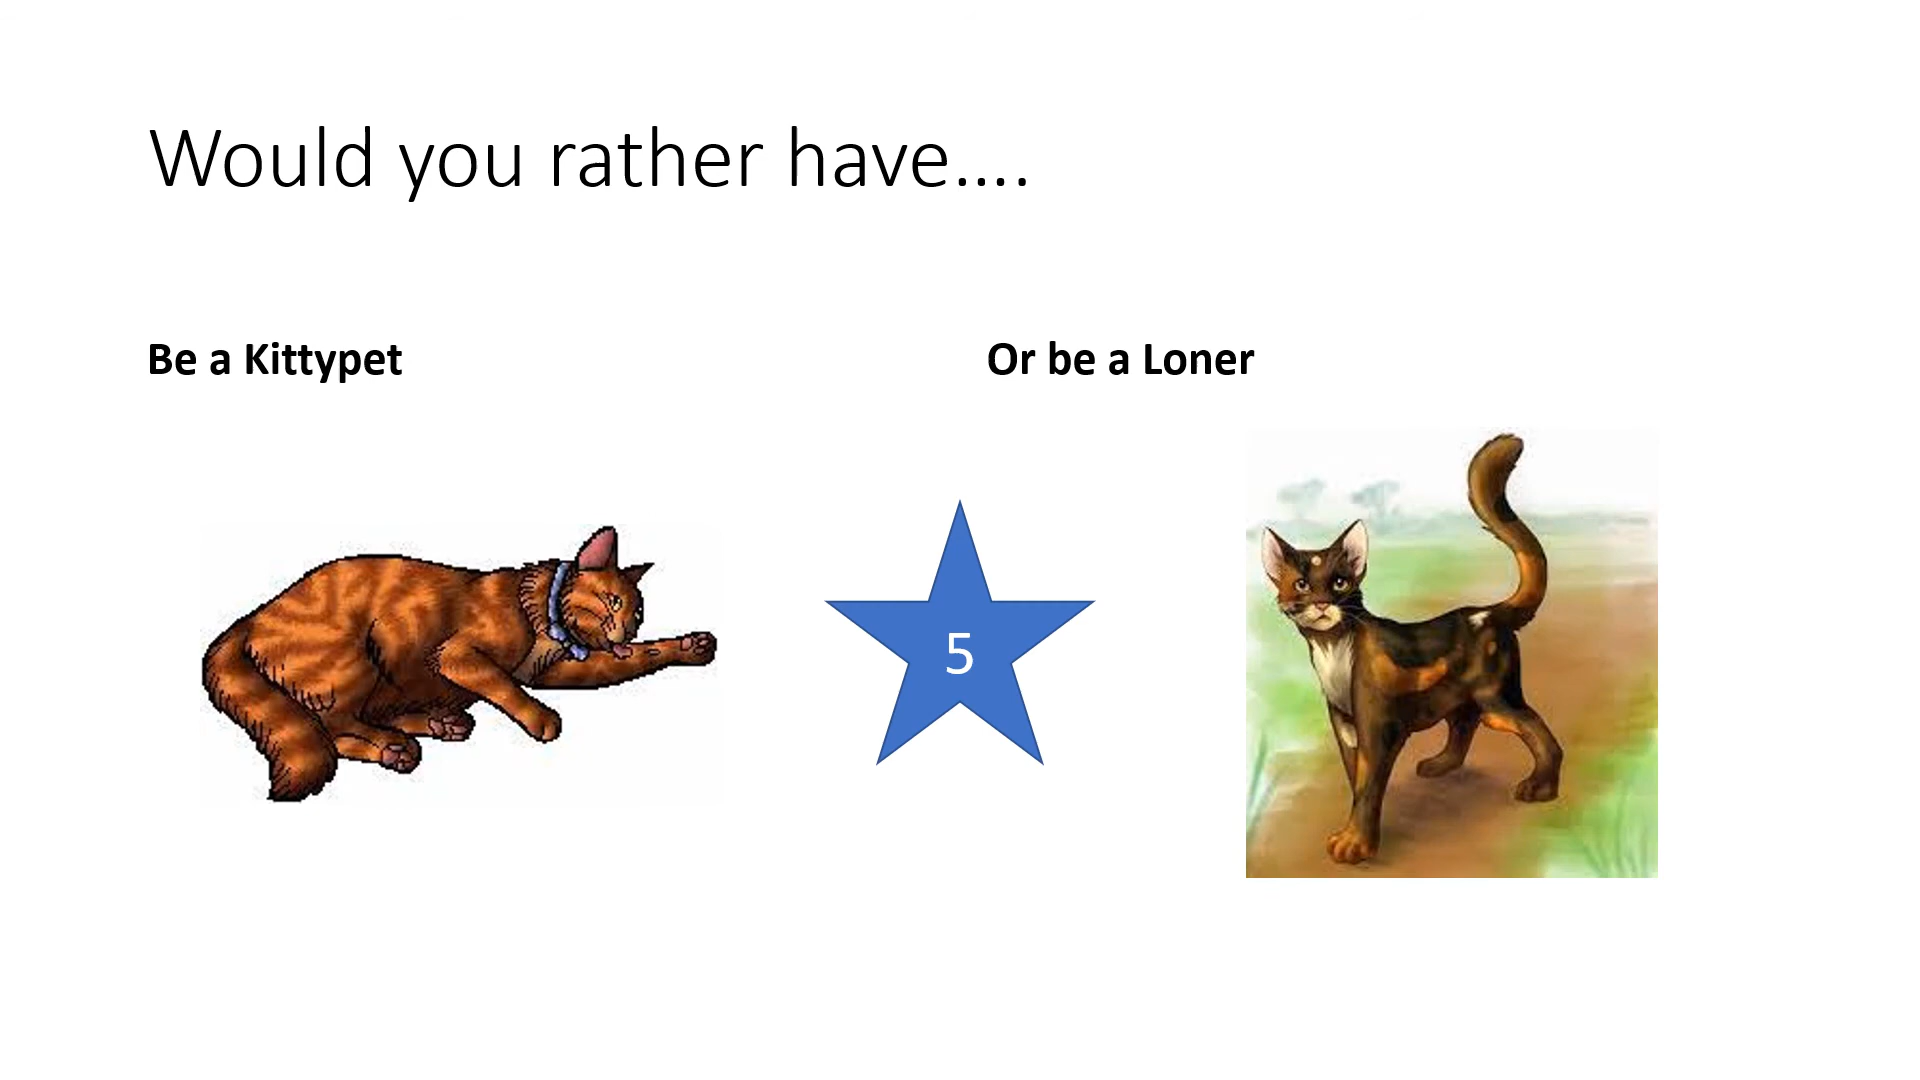 Would you rather have....
Be a Kittypet
Or be a Loner
5